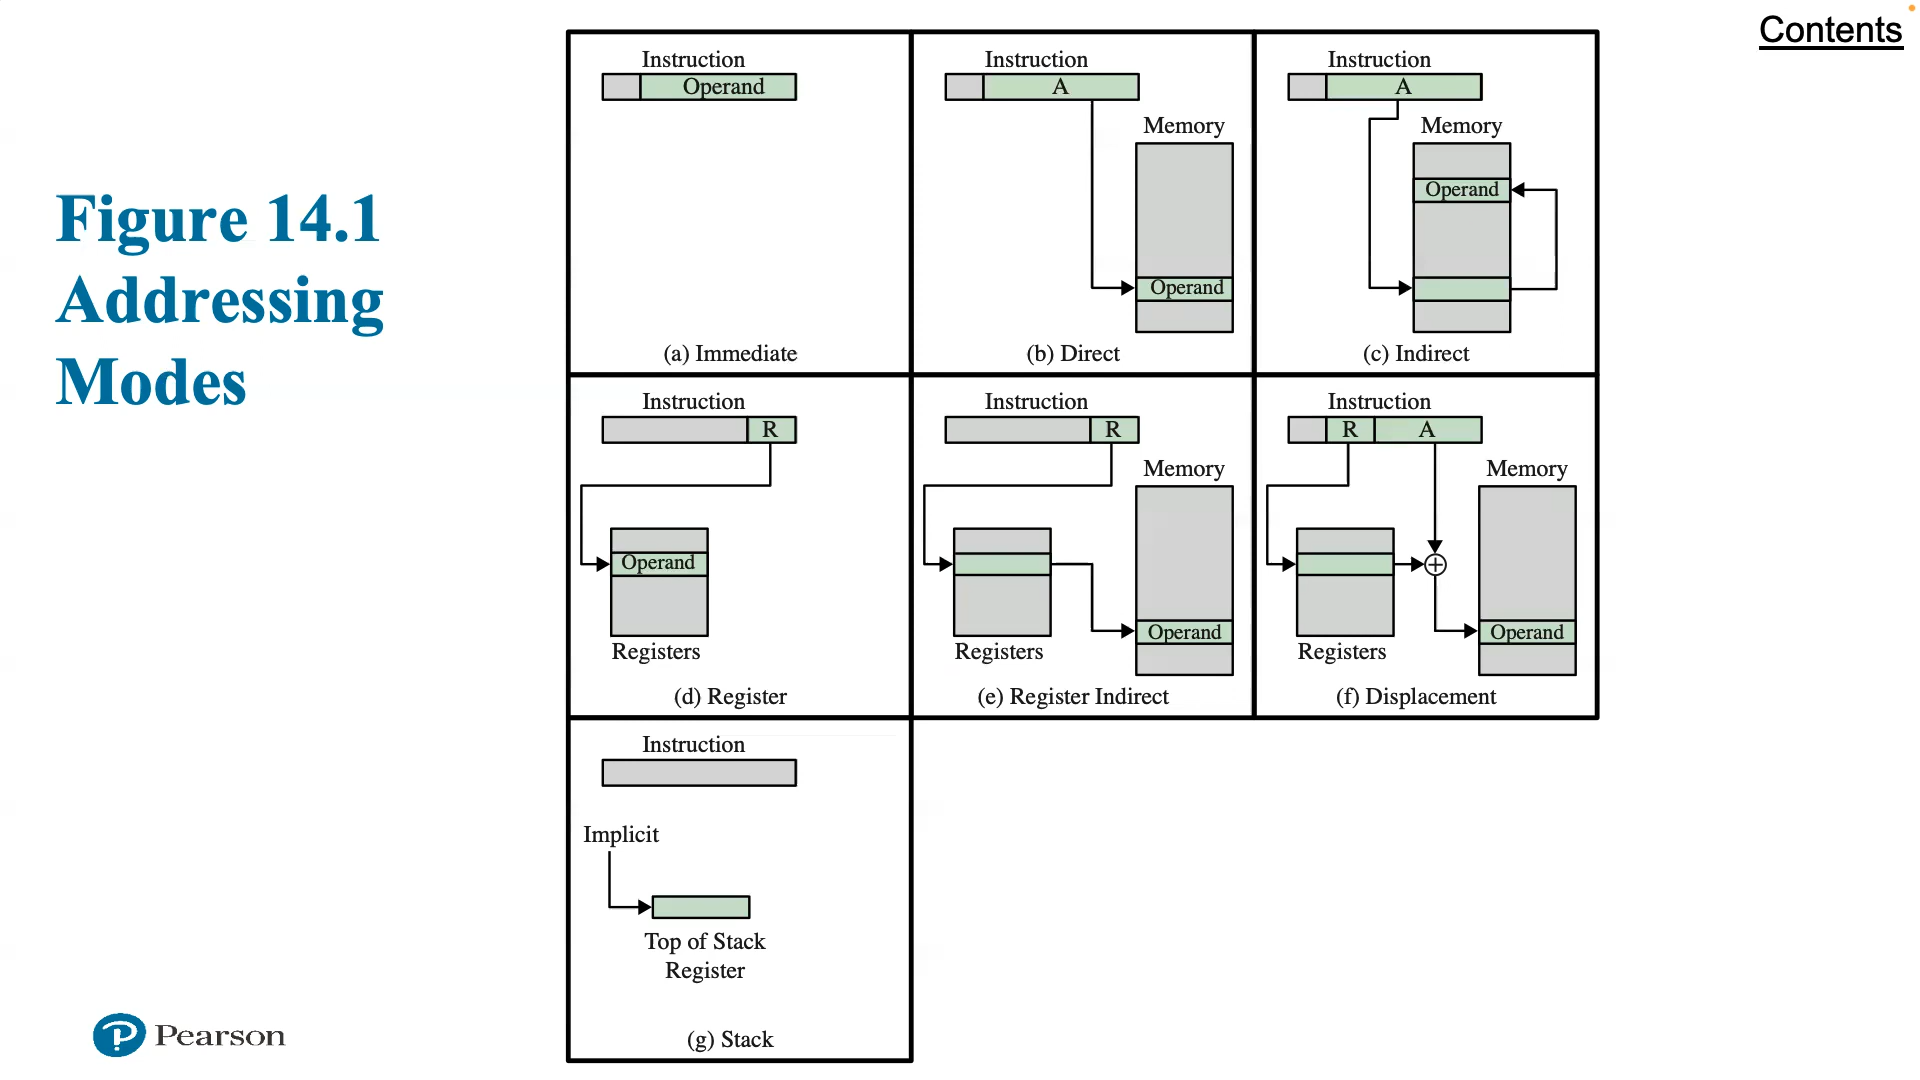 Contents
Figure 14.1
Addressing
Modes
Instruction
Operand
(a) Immediate
Instruction
A
Memory
Operand
(b) Direct
Instruction
A
Memory
Operand
(c) Indirect
Instruction
R
Operand
Registers
(d) Register
Instruction
R
Memory
Operand
Registers
(e) Register Indirect
Instruction
R A
Memory
Operand
Registers
(f) Displacement
Instruction
Implicit
Top of Stack
Register
(g) Stack
Pearson